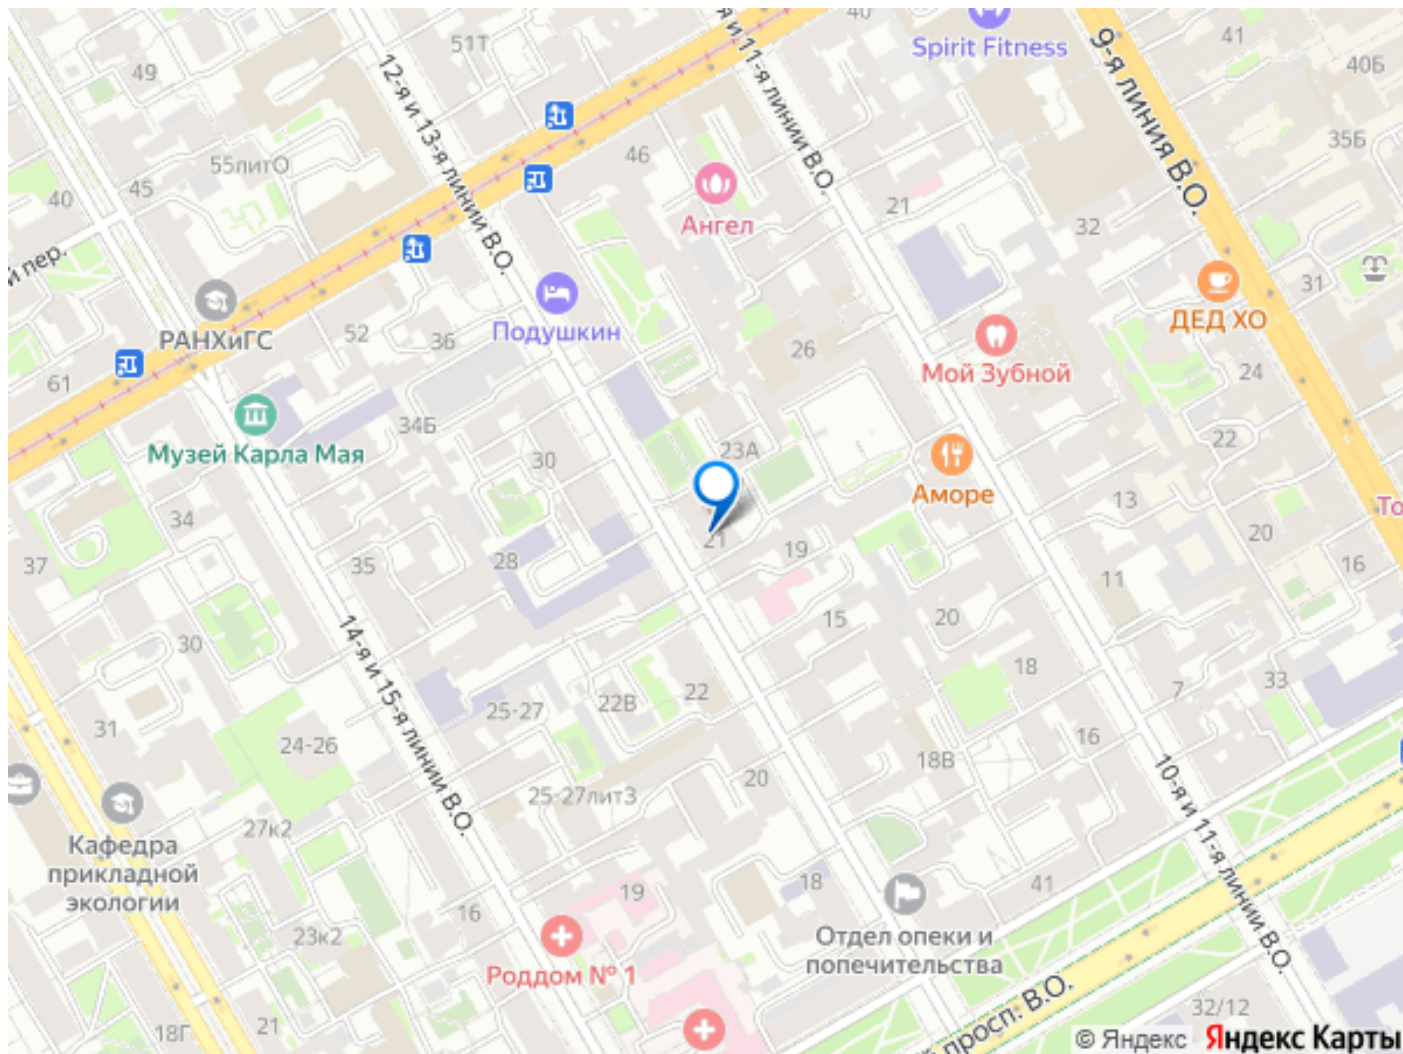 51Т
49
40
41
Spirit Fitness
40Б
12-я и 13-я линии В.О.
я и 11-я линии В.О.
9-я линия В.О.
35Б
55литО
46
45
40
Ангел
21
32
й пер.
РАНХиГС
Подушкин
52
36
26
31
ДЕД ХО
Мой Зубной
24
61
Музей Карла Мая
34Б
30
23А
22
Аморе
13
То
34
21
19
20
16
37
35
28
11
15
20
14-я и 15-я линии В.О.
30
18
33
7
25-27
22В
22
31
24-26
16
18В
10-я и 11-я линии В.О.
20
25-27литЗ
27к2
Кафедра
прикладной
экологии
19
18
41
16
23к2
Отдел опеки и
попечительства
Роддом № 1
просп. В.О.
32/12
21
18Г
© Яндекс Яндекс Карты